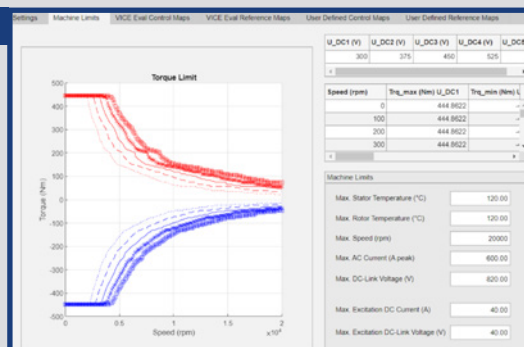 Settings Machine Limits VICE Eval Control Maps VICE Eval Reference Maps User Defined Control Maps User Defined Reference Maps
U_DC1 (V) U_DC2 (V) U_DC3 (V) U_DC4 (V) U_DC5
300 375 450 525
Torque Limit
500
400
300
200
100
0
-100
-200
-300
-400
-500
Torque (Nm)
0 0.5 1 1.5 2
×10⁴
Speed (rpm)
Speed (rpm) Trq_max (Nm) U_DC1 Trq_min (Nm) U
0 444.8622
100 444.8622
200 444.8622
300 444.8622
Machine Limits
Max. Stator Temperature (°C) 120.00
Max. Rotor Temperature (°C) 120.00
Max. Speed (rpm) 20000
Max. AC Current (A peak) 600.00
Max. DC-Link Voltage (V) 820.00
Max. Excitation DC Current (A) 40.00
Max. Excitation DC-Link Voltage (V) 40.00